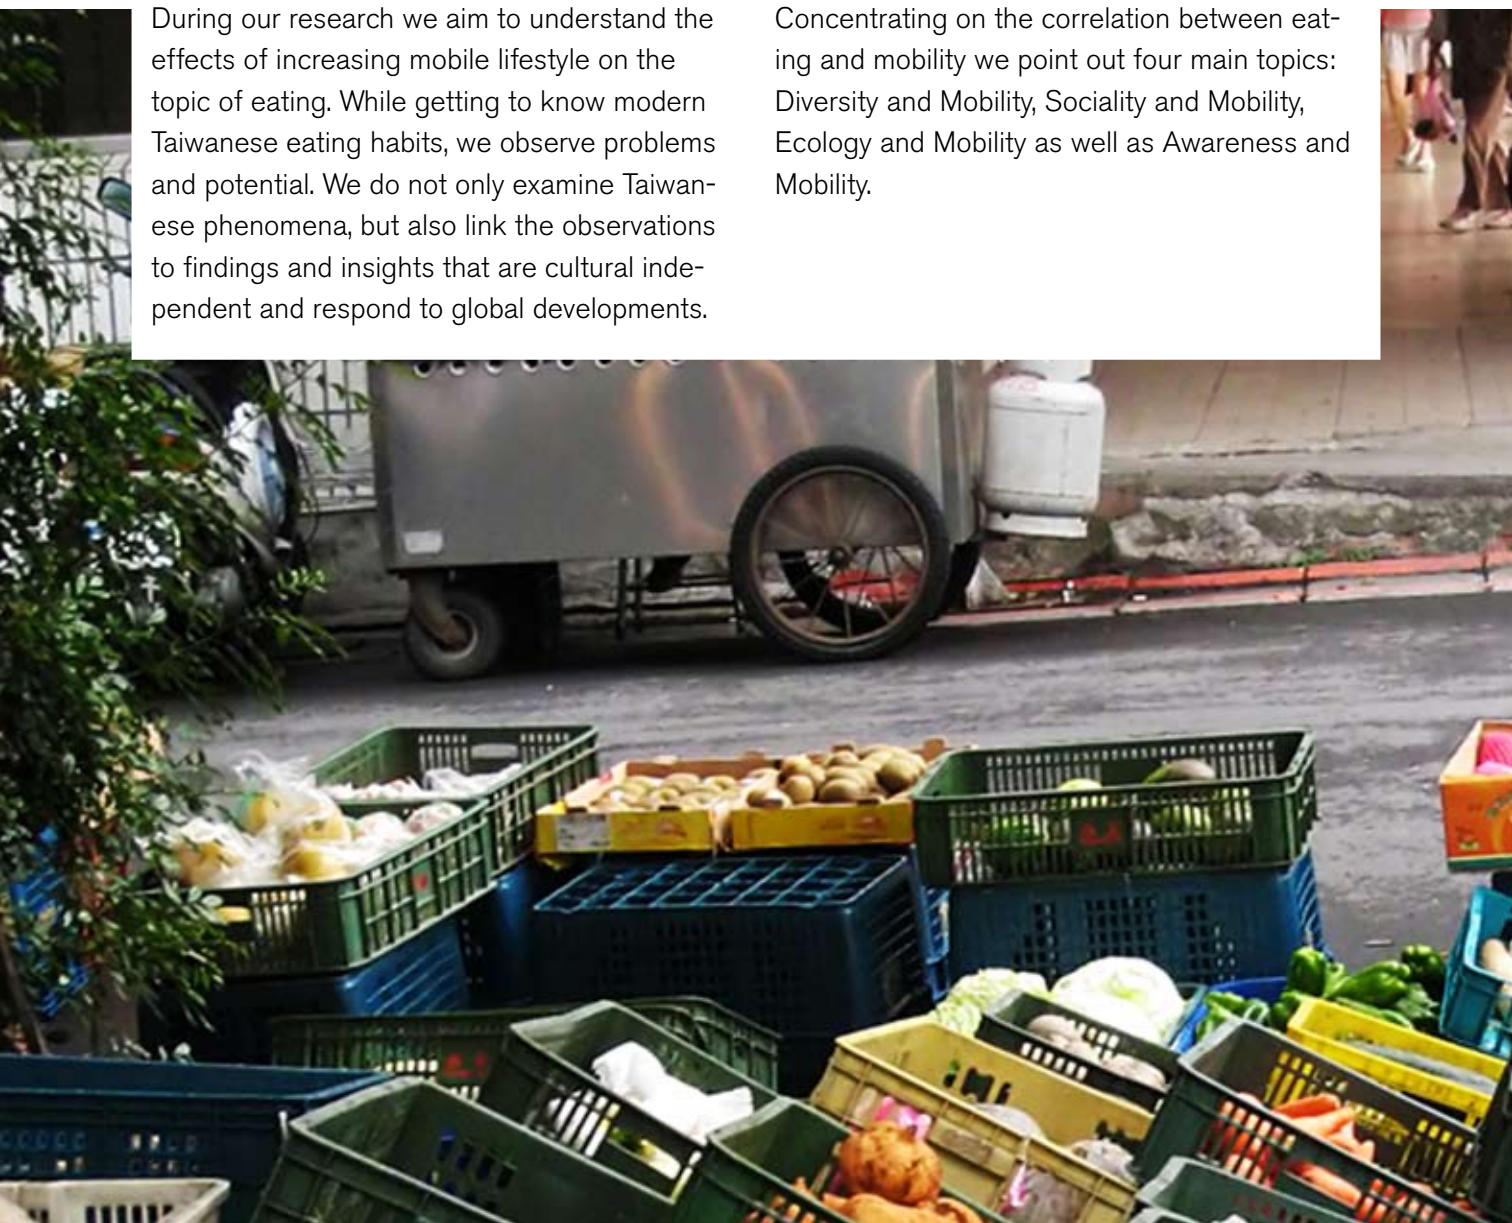 During our research we aim to understand the
effects of increasing mobile lifestyle on the
topic of eating. While getting to know modern
Taiwanese eating habits, we observe problems
and potential. We do not only examine Taiwan-
ese phenomena, but also link the observations
to findings and insights that are cultural inde-
pendent and respond to global developments.
Concentrating on the correlation between eat-
ing and mobility we point out four main topics:
Diversity and Mobility, Sociality and Mobility,
Ecology and Mobility as well as Awareness and
Mobility.